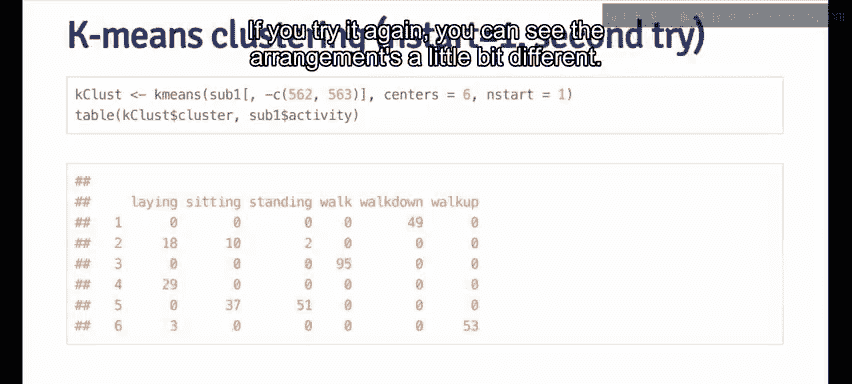 K-means clustering (nstart=1, second try)
If you try it again, you can see the
arrangement's a little bit different.
kClust <- kmeans(sub1[, -c(562, 563)], centers = 6, nstart = 1)
table(kClust$cluster, sub1$activity)
##
## laying sitting standing walk walkdown walkup
## 1 0 0 0 0 49 0
## 2 18 10 2 0 0 0
## 3 0 0 0 95 0 0
## 4 29 0 0 0 0 0
## 5 0 37 51 0 0 0
## 6 3 0 0 0 0 53